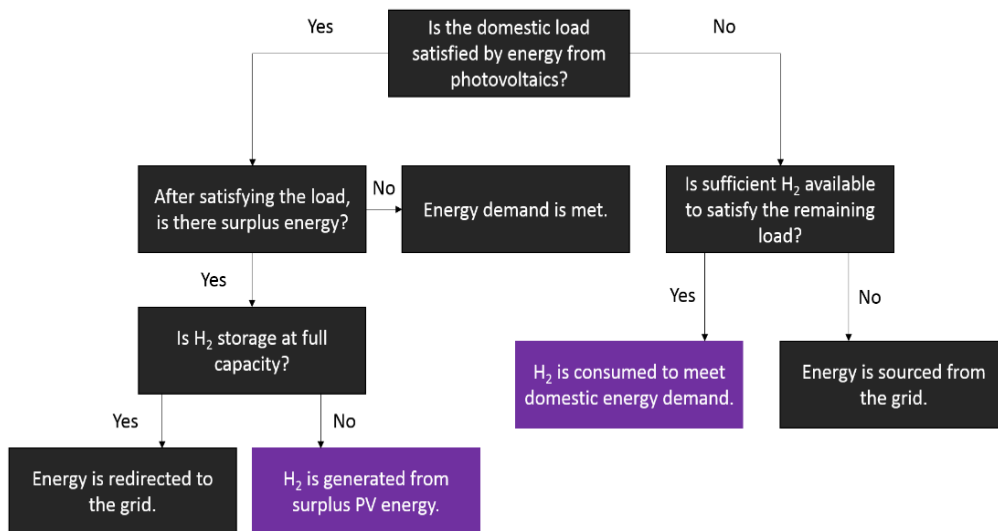 Yes
Is the domestic load
satisfied by energy from
photovoltaics?
No
After satisfying the load,
is there surplus energy?
No
Energy demand is met.
Is sufficient H₂ available
to satisfy the remaining
load?
Yes
Is H₂ storage at full
capacity?
Yes
No
H₂ is consumed to meet
domestic energy demand.
Energy is sourced from
the grid.
Yes
No
Energy is redirected to
the grid.
H₂ is generated from
surplus PV energy.